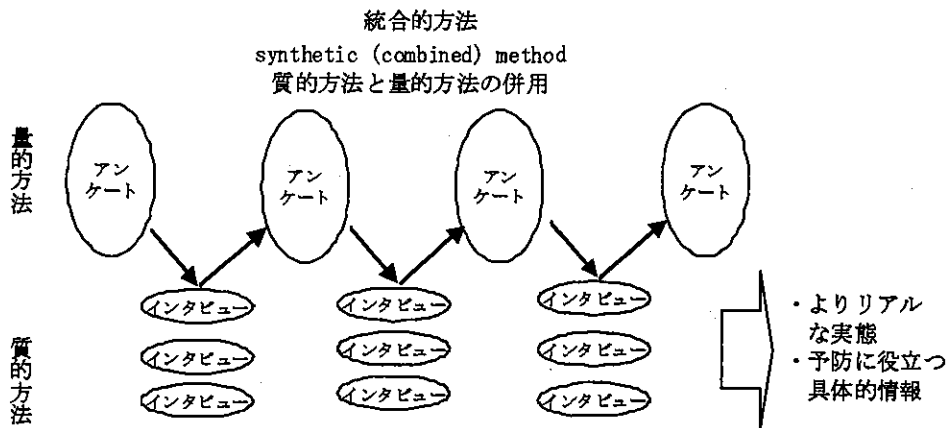 統合的方法
synthetic (combined) method
質的方法と量的方法の併用
量的方法
アン
ケート
アン
ケート
アン
ケート
アン
ケート
質的方法
インタビュー
インタビュー
インタビュー
インタビュー
インタビュー
インタビュー
インタビュー
インタビュー
インタビュー
・よりリアル
な実態
・予防に役立つ
具体的情報